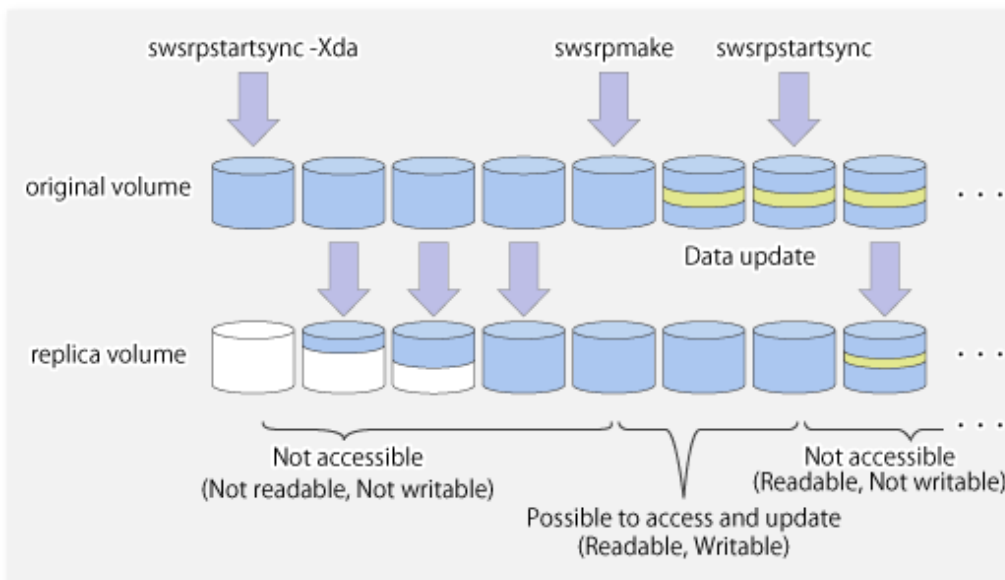 swsrpstartsync -Xda
swsrpmake
swsrpstartsync
original volume
. . .
Data update
replica volume
. . .
. . .
Not accessible
(Not readable, Not writable)
Not accessible
(Readable, Not writable)
Possible to access and update
(Readable, Writable)